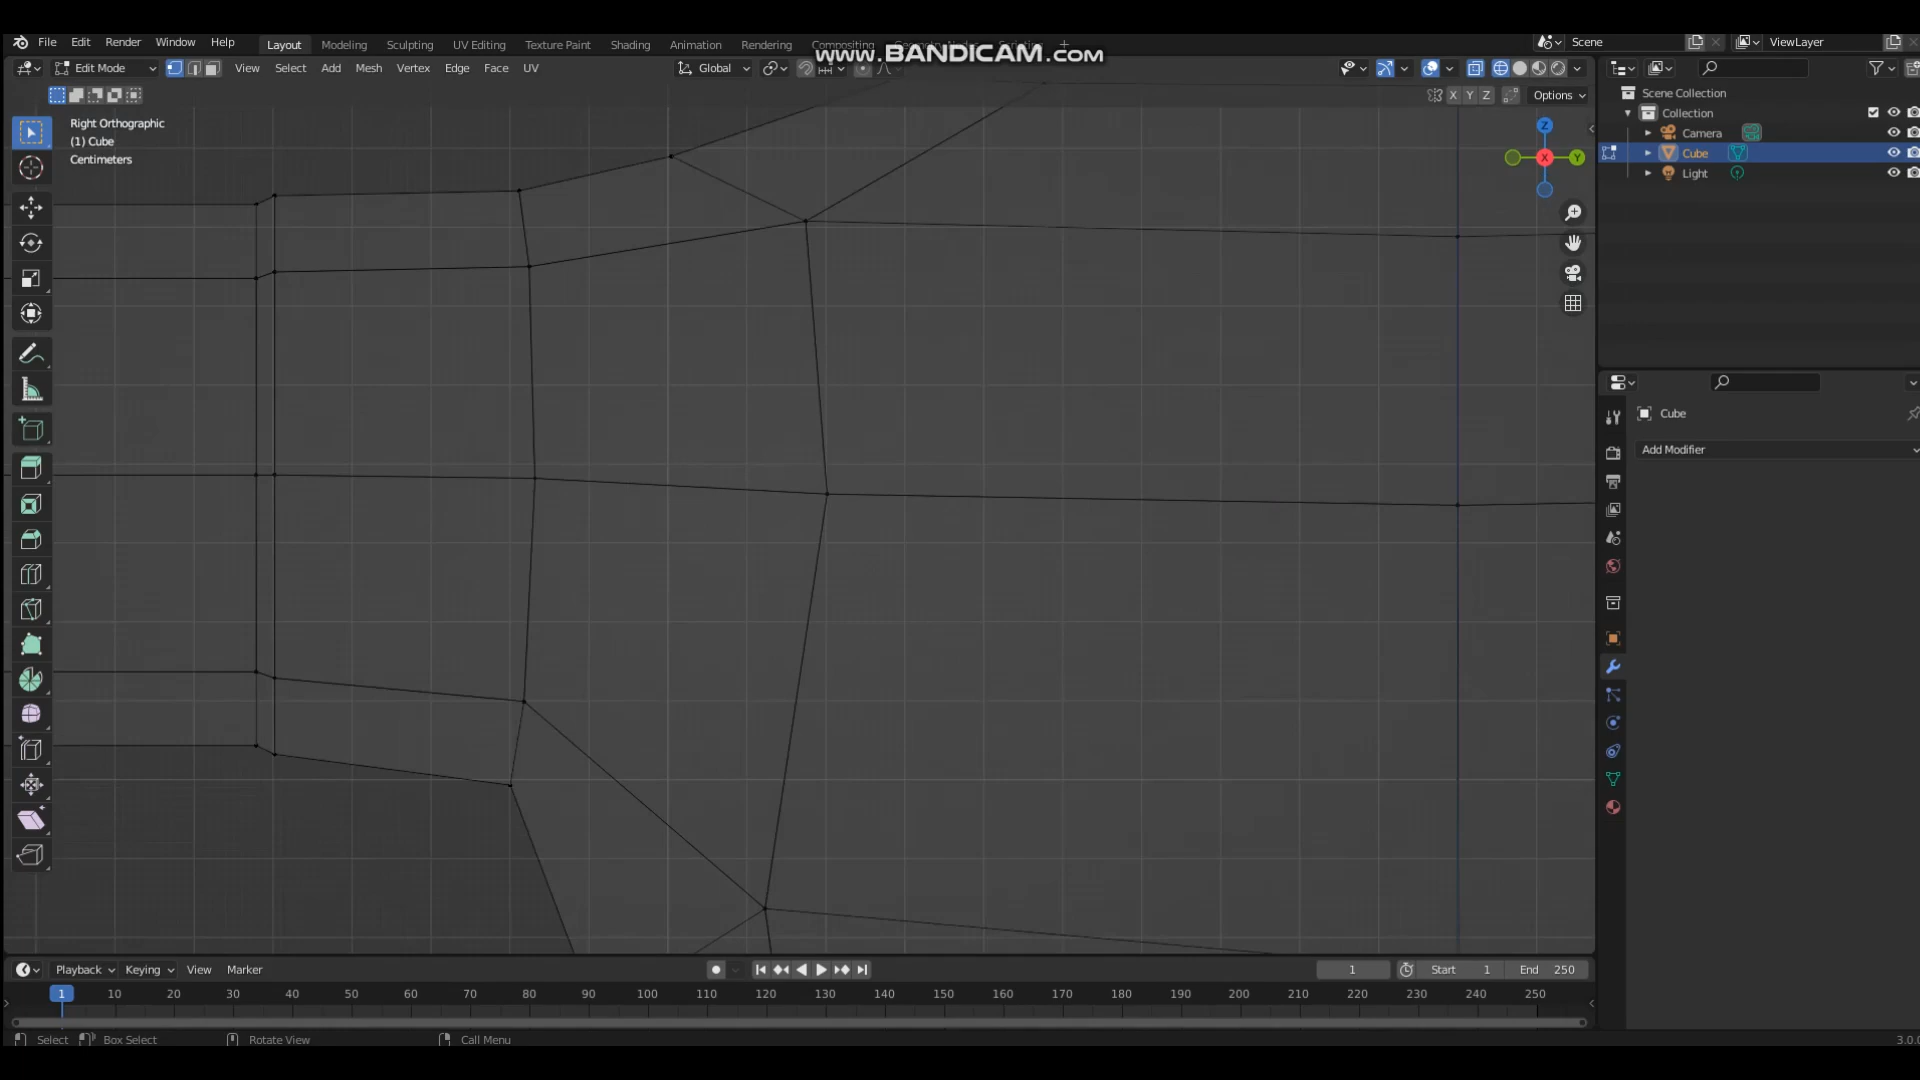 File Edit Render Window Help Layout Modeling Sculpting UV Editing Texture Paint Shading Animation Rendering Compositing Scene ViewLayer
www.BANDICAM.com
Edit Mode View Select Add Mesh Vertex Edge Face UV Global
X Y Z Options
Scene Collection
Collection
Camera
Cube
Light
Right Orthographic
(1) Cube
Centimeters
Z
X
Y
Cube
Add Modifier
Playback Keying View Marker 1 Start 1 End 250
1 10 20 30 40 50 60 70 80 90 100 110 120 130 140 150 160 170 180 190 200 210 220 230 240 250
Select Box Select Rotate View Call Menu 3.0.0